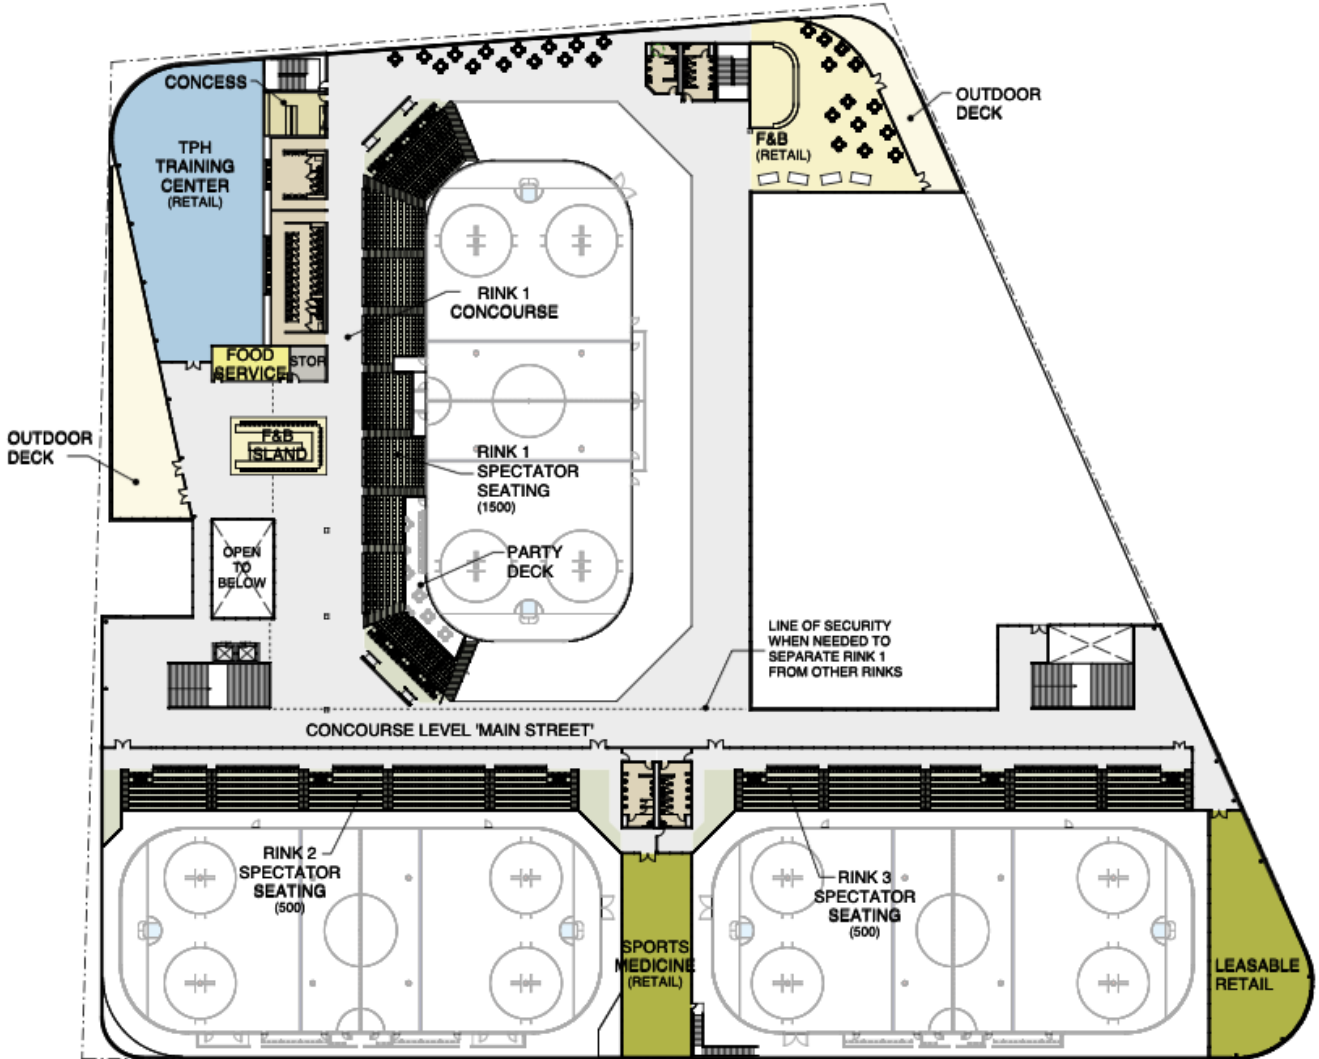 CONCESS
TPH
TRAINING
CENTER
(RETAIL)
OUTDOOR
DECK
F&B
(RETAIL)
RINK 1
CONCOURSE
FOOD
SERVICE
STOR
F&B
ISLAND
OUTDOOR
DECK
RINK 1
SPECTATOR
SEATING
(1500)
OPEN
TO
BELOW
PARTY
DECK
LINE OF SECURITY
WHEN NEEDED TO
SEPARATE RINK 1
FROM OTHER RINKS
CONCOURSE LEVEL 'MAIN STREET'
RINK 2
SPECTATOR
SEATING
(500)
RINK 3
SPECTATOR
SEATING
(500)
SPORTS
MEDICINE
(RETAIL)
LEASABLE
RETAIL